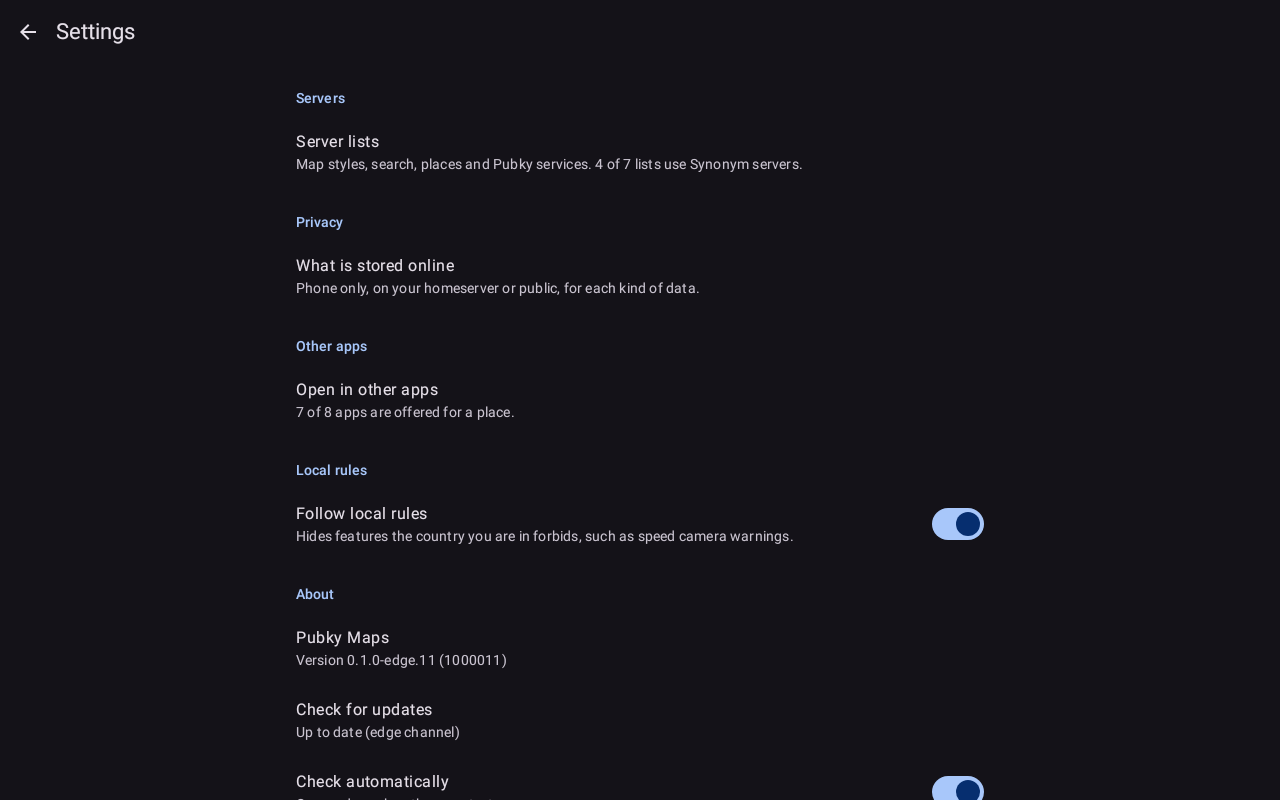 Settings
Servers
Server lists
Map styles, search, places and Pubky services. 4 of 7 lists use Synonym servers.
Privacy
What is stored online
Phone only, on your homeserver or public, for each kind of data.
Other apps
Open in other apps
7 of 8 apps are offered for a place.
Local rules
Follow local rules
Hides features the country you are in forbids, such as speed camera warnings.
About
Pubky Maps
Version 0.1.0-edge.11 (1000011)
Check for updates
Up to date (edge channel)
Check automatically